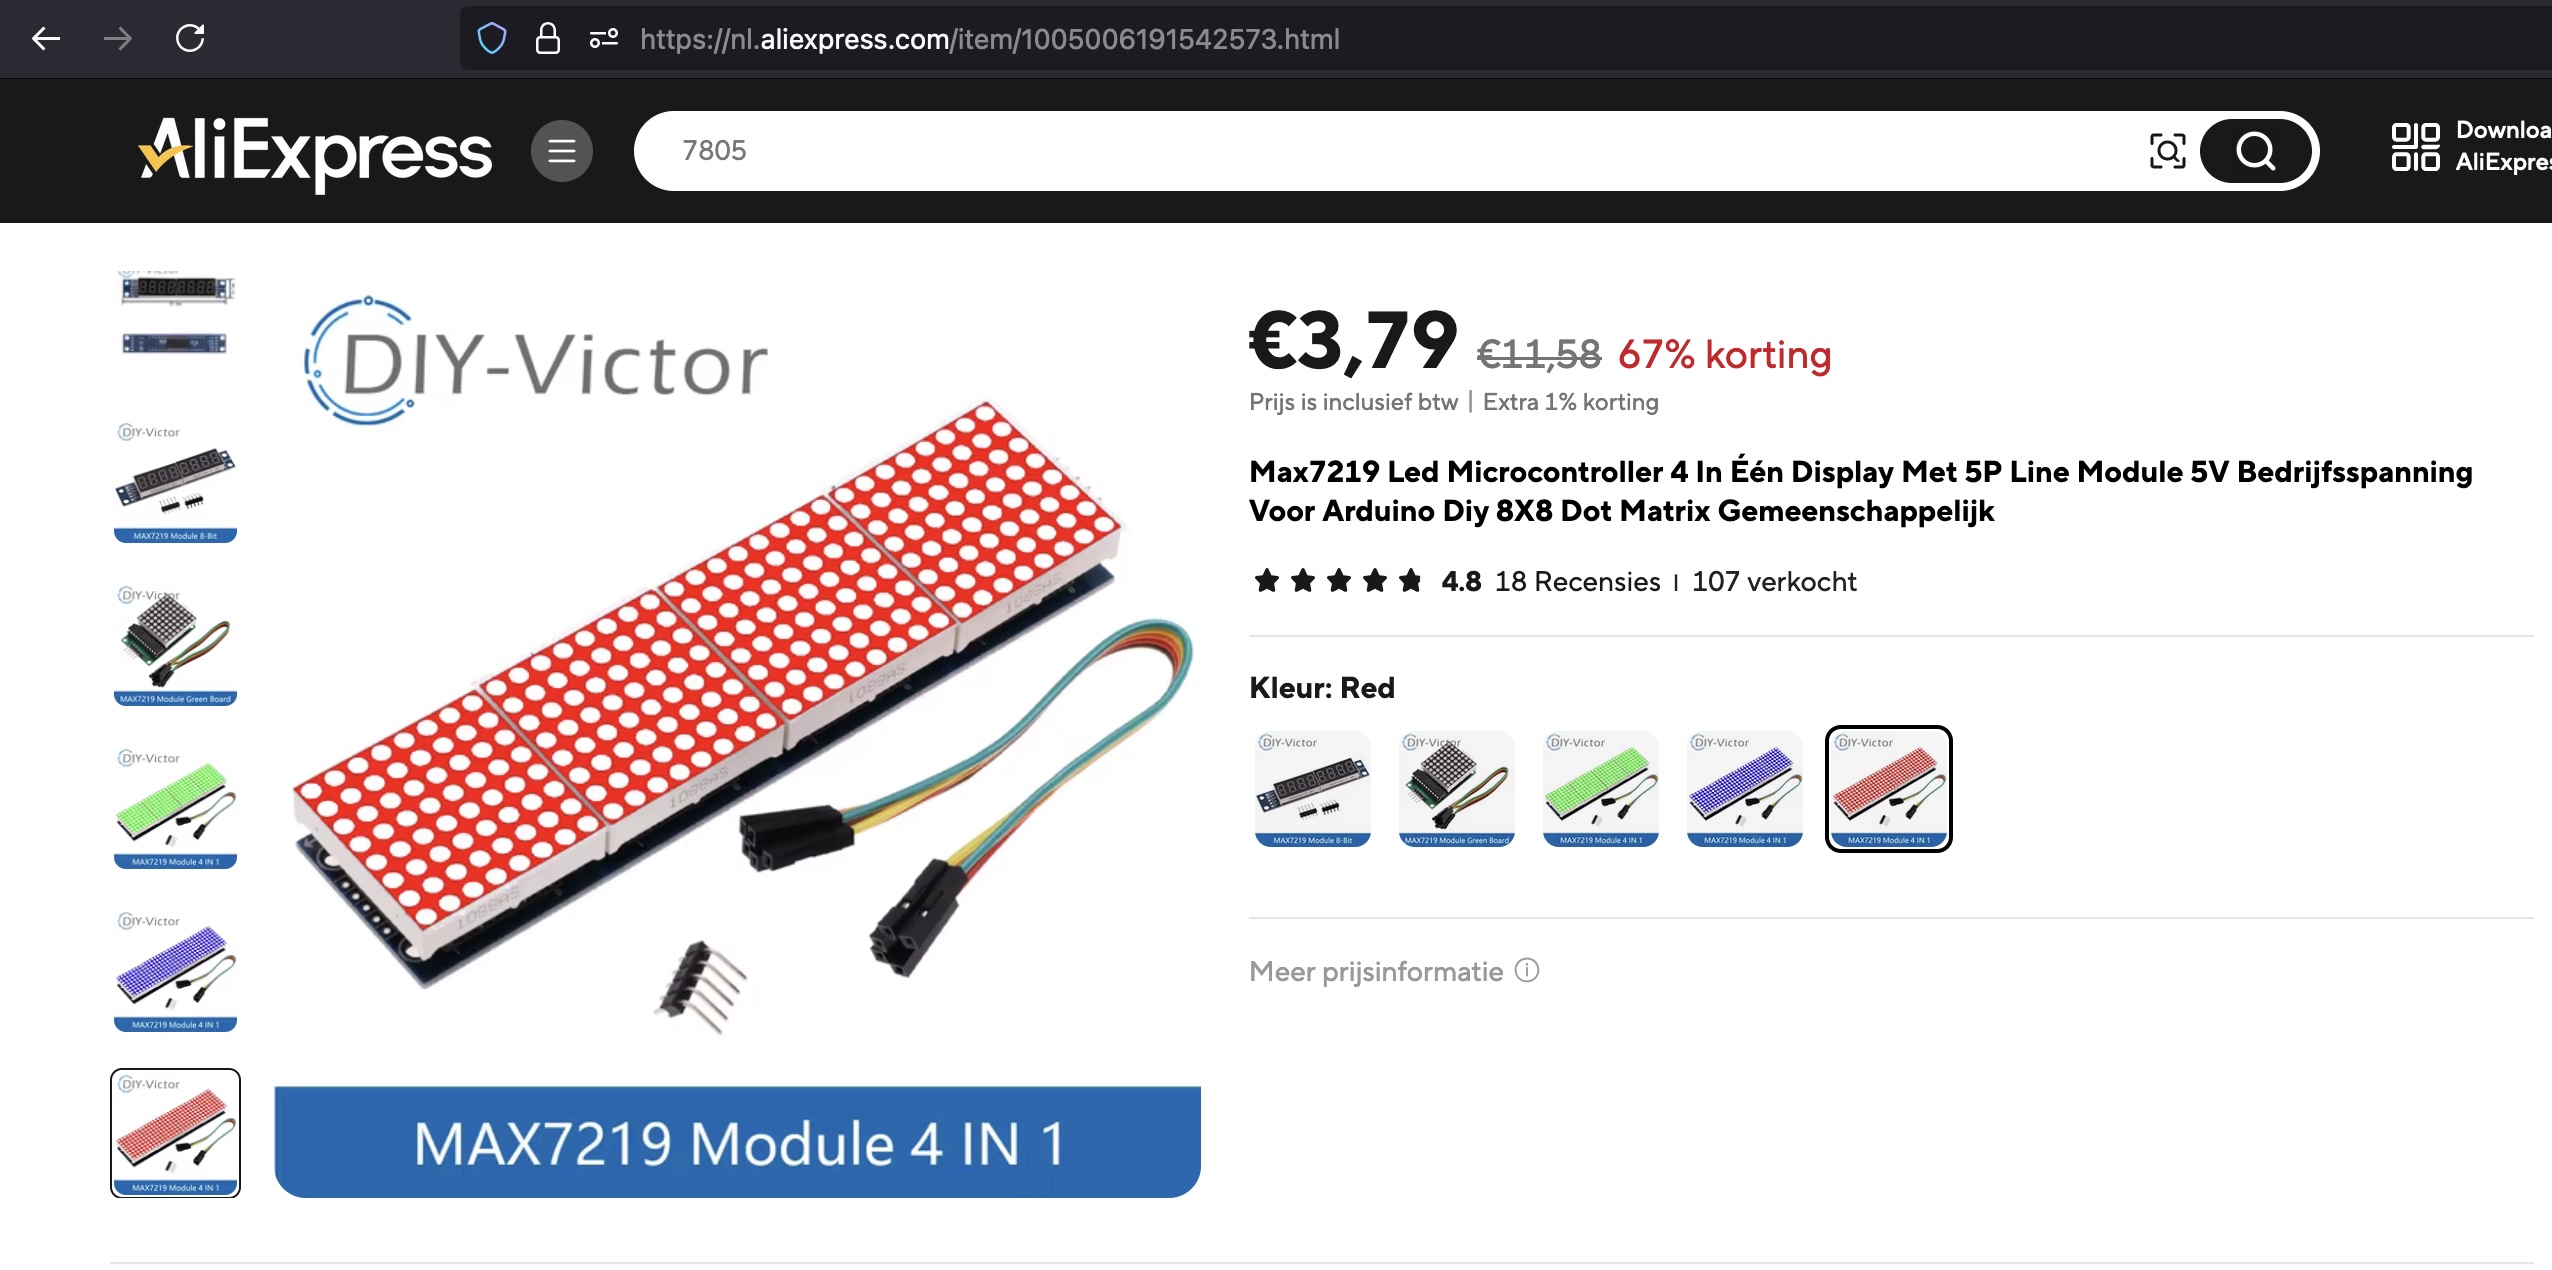 https://nl.aliexpress.com/item/1005006191542573.html
AliExpress
7805
Downloa
AliExpres
DIY-Victor
MAX7219 Module 8-Bit
DIY-Victor
MAX7219 Module Green Board
DIY-Victor
MAX7219 Module 4 IN 1
DIY-Victor
MAX7219 Module 4 IN 1
DIY-Victor
MAX7219 Module 4 IN 1
DIY-Victor
1088AS
1088AS
1088AS
1088AS
MAX7219 Module 4 IN 1
€3,79 €11,58 67% korting
Prijs is inclusief btw | Extra 1% korting
Max7219 Led Microcontroller 4 In Één Display Met 5P Line Module 5V Bedrijfsspanning
Voor Arduino Diy 8X8 Dot Matrix Gemeenschappelijk
4.8 18 Recensies | 107 verkocht
Kleur: Red
DIY-Victor
MAX7219 Module 8-Bit
DIY-Victor
MAX7219 Module Green Board
DIY-Victor
MAX7219 Module 4 IN 1
DIY-Victor
MAX7219 Module 4 IN 1
DIY-Victor
MAX7219 Module 4 IN 1
Meer prijsinformatie